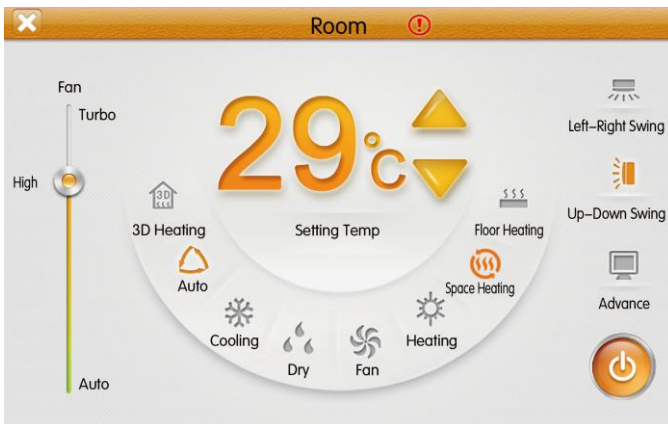 Room
Fan
Turbo
High
Auto
29°C
Setting Temp
3D
3D Heating
Auto
Cooling
Dry
Fan
Heating
Space Heating
Floor Heating
Left-Right Swing
Up-Down Swing
Advance